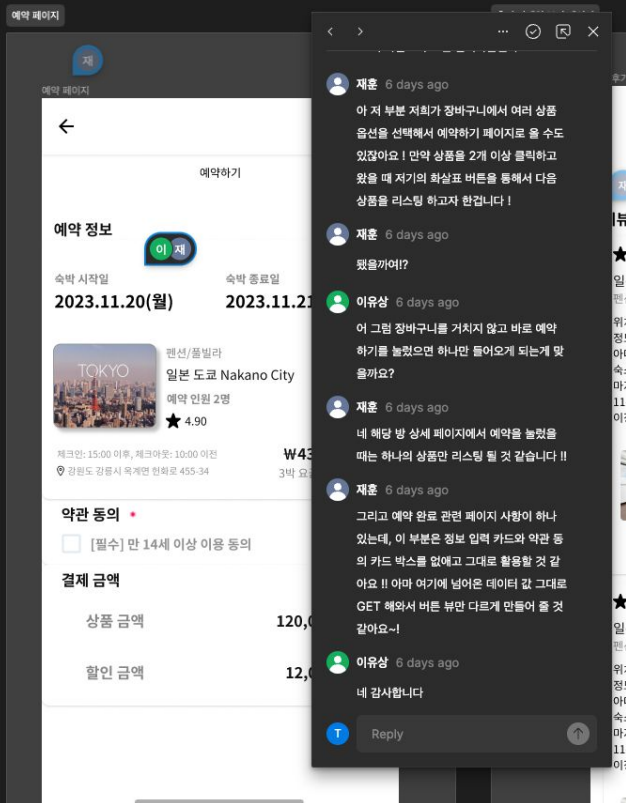 예약 페이지
재
예약 페이지
예약하기
예약 정보
이 재
숙박 시작일
숙박 종료일
2023.11.20(월)
2023.11.21
TOKYO
펜션/풀빌라
일본 도쿄 Nakano City
예약 인원 2명
4.90
체크인: 15:00 이후, 체크아웃: 10:00 이전
강원도 강릉시 옥계면 헌화로 455-34
₩43
3박 요
약관 동의 *
[필수] 만 14세 이상 이용 동의
결제 금액
상품 금액
120,0
할인 금액
12,0
재훈 6 days ago
아 저 부분 저희가 장바구니에서 여러 상품
옵션을 선택해서 예약하기 페이지로 올 수도
있잖아요 ! 만약 상품을 2개 이상 클릭하고
왔을 때 저기의 화살표 버튼을 통해서 다음
상품을 리스팅 하고자 한겁니다 !
재훈 6 days ago
됐을까여!?
이유상 6 days ago
어 그럼 장바구니를 거치지 않고 바로 예약
하기를 눌렀으면 하나만 들어오게 되는게 맞
을까요?
재훈 6 days ago
네 해당 방 상세 페이지에서 예약을 눌렀을
때는 하나의 상품만 리스팅 될 것 같습니다 !!
재훈 6 days ago
그리고 예약 완료 관련 페이지 사항이 하나
있는데, 이 부분은 정보 입력 카드와 약관 동
의 카드 박스를 없애고 그대로 활용할 것 같
아요 !! 아마 여기에 넘어온 데이터 값 그대로
GET 해와서 버튼 뷰만 다르게 만들어 줄 것
같아요~!
이유상 6 days ago
네 감사합니다
T
Reply